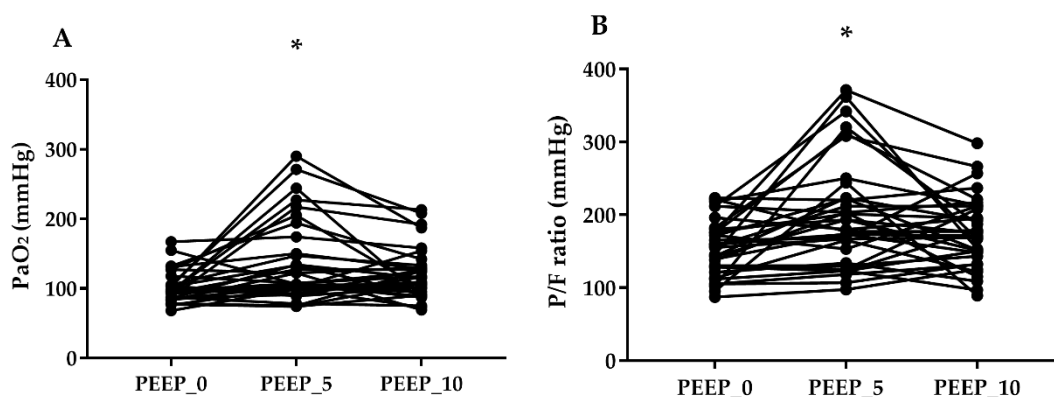 A
*
PaO₂ (mmHg)
400
300
200
100
0
PEEP_0 PEEP_5 PEEP_10
B
*
P/F ratio (mmHg)
400
300
200
100
0
PEEP_0 PEEP_5 PEEP_10